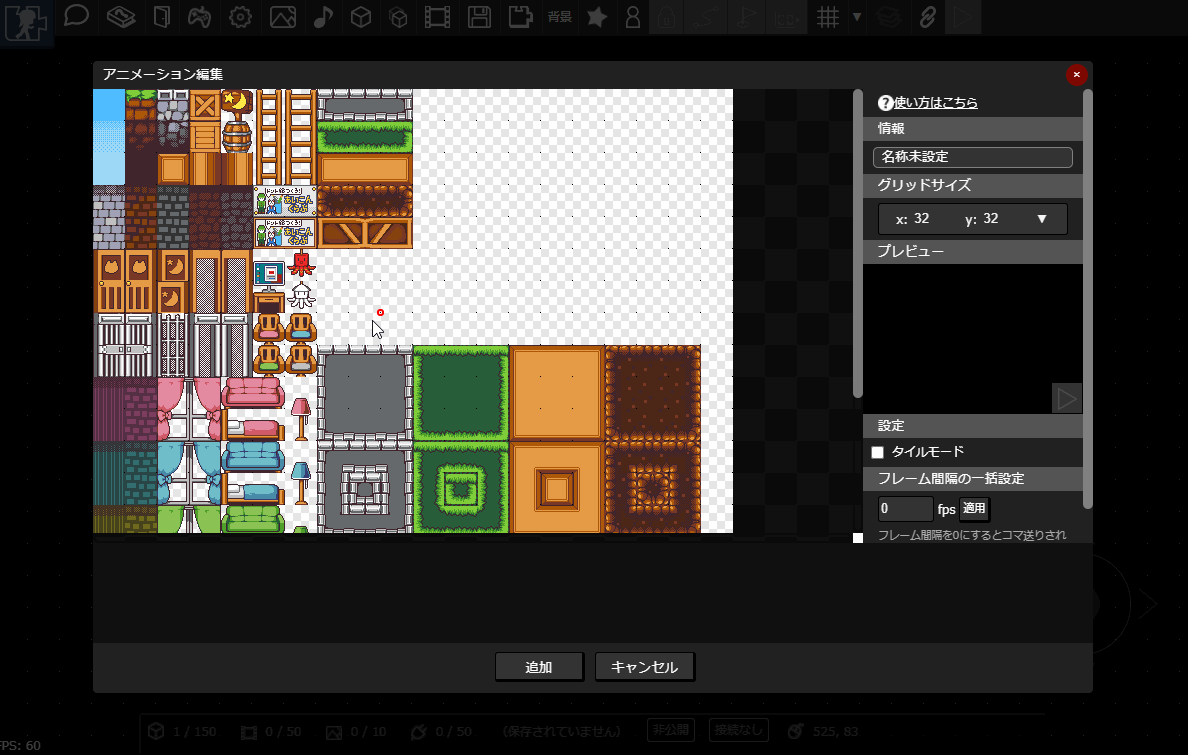 背景
アニメーション編集
×
?使い方はこちら
情報
名称未設定
グリッドサイズ
x: 32 y: 32 ▼
プレビュー
設定
タイルモード
フレーム間隔の一括設定
0 fps 適用
フレーム間隔を0にするとコマ送りされ
追加 キャンセル
1 / 150 0 / 50 0 / 10 0 / 50 (保存されていません) 非公開 接続なし 525, 83
FPS: 60